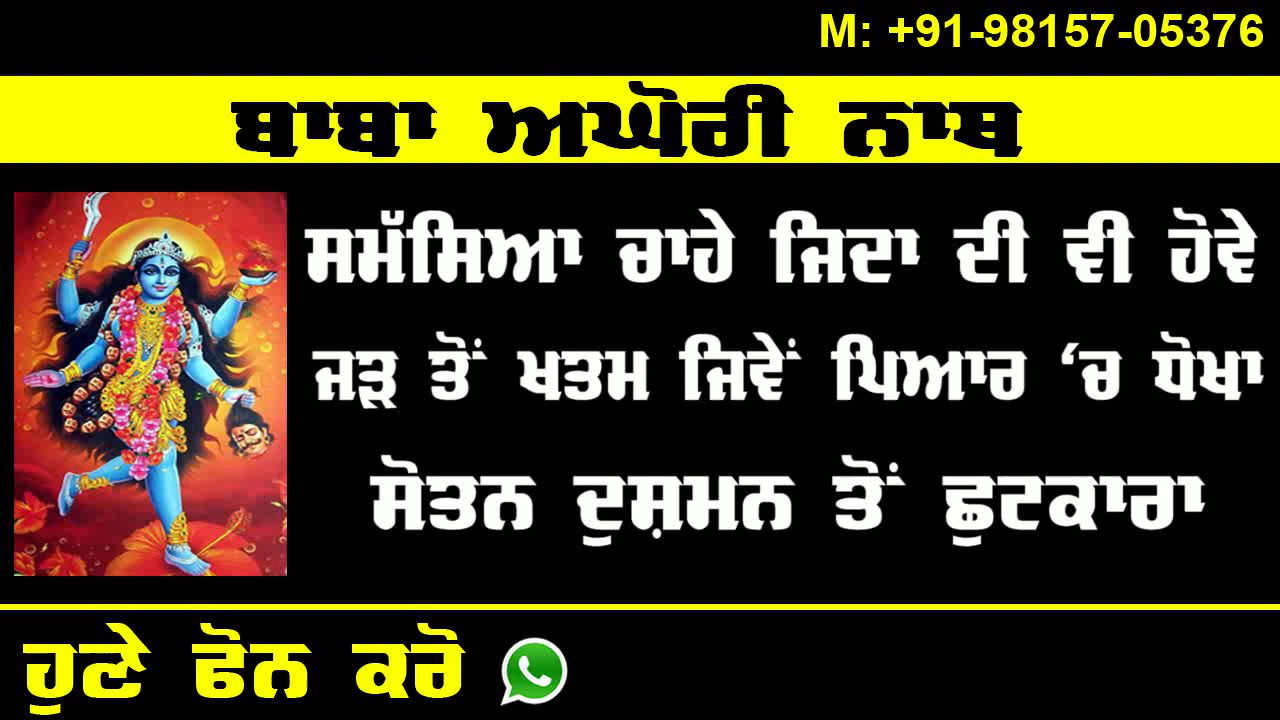 M: +91-98157-05376
ਬਾਬਾ ਅਘੋਰੀ ਨਾਥ
ਸਮੱਸਿਆ ਚਾਹੇ ਜਿਦਾ ਦੀ ਵੀ ਹੋਵੇ
ਜੜ ਤੋਂ ਖਤਮ ਜਿਵੇਂ ਪਿਆਰ ‘ਚ ਧੋਖਾ
ਸੋਤਨ ਦੁਸ਼ਮਨ ਤੋਂ ਛੁਟਕਾਰਾ
ਹੁਣੇ ਫੋਨ ਕਰੋ